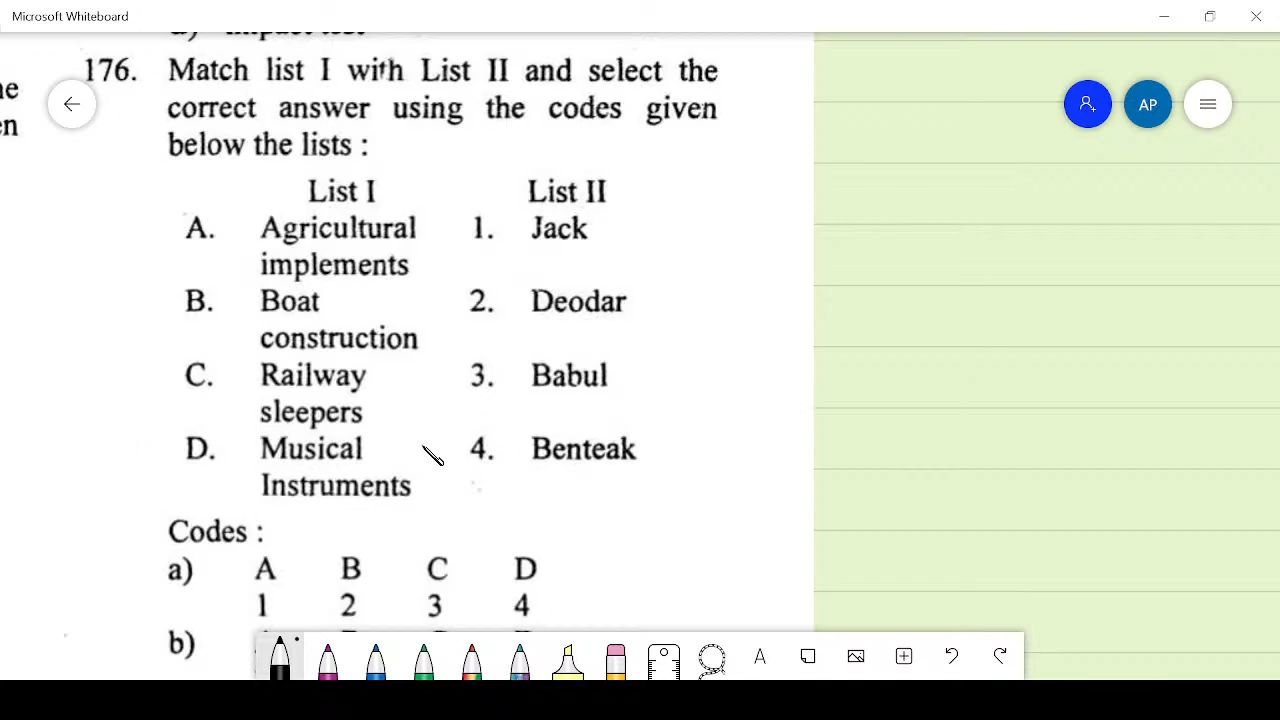 Microsoft Whiteboard
176. Match list I with List II and select the
correct answer using the codes given
below the lists :
List I List II
A. Agricultural 1. Jack
implements
B. Boat 2. Deodar
construction
C. Railway 3. Babul
sleepers
D. Musical 4. Benteak
Instruments
Codes :
a) A B C D
1 2 3 4
b)
AP
A